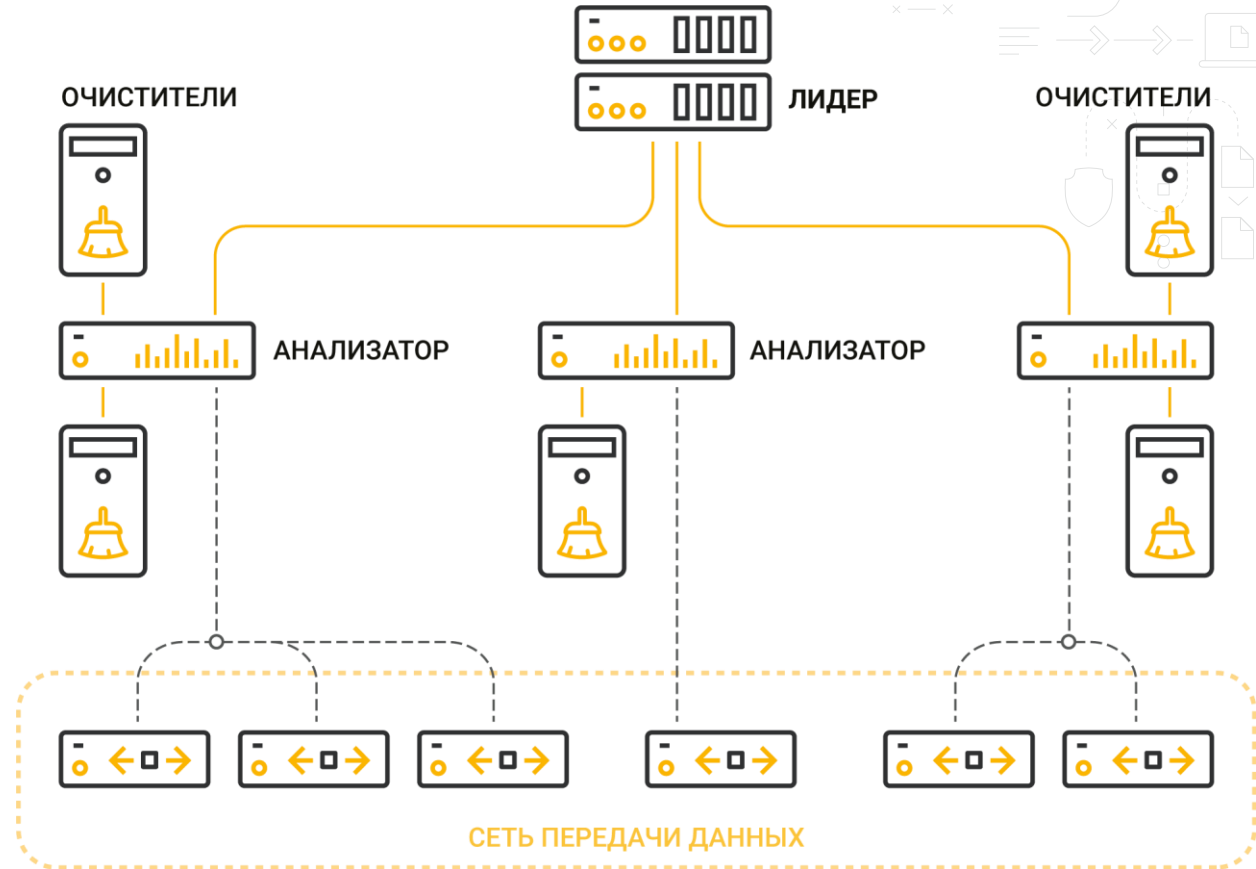 ОЧИСТИТЕЛИ
ЛИДЕР
ОЧИСТИТЕЛИ
АНАЛИЗАТОР
АНАЛИЗАТОР
СЕТЬ ПЕРЕДАЧИ ДАННЫХ